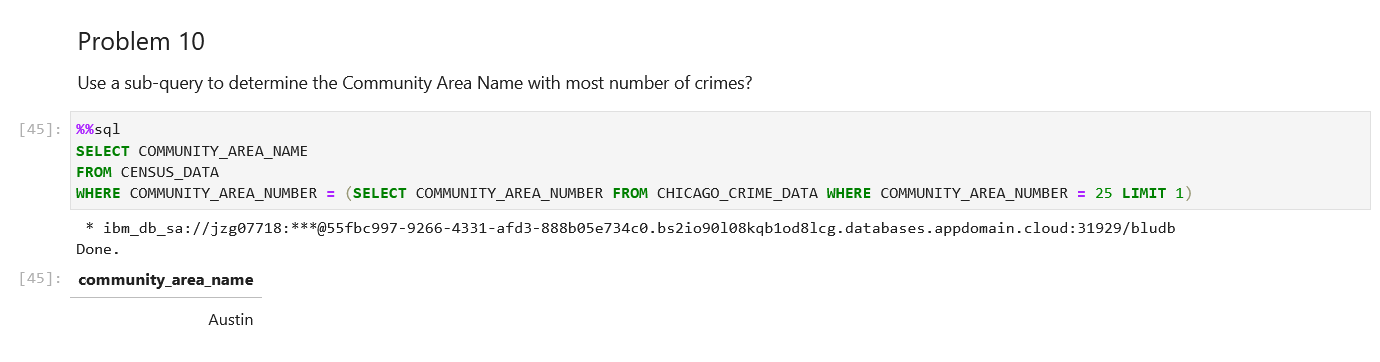 Problem 10
Use a sub-query to determine the Community Area Name with most number of crimes?
[45]: %%sql
SELECT COMMUNITY_AREA_NAME
FROM CENSUS_DATA
WHERE COMMUNITY_AREA_NUMBER = (SELECT COMMUNITY_AREA_NUMBER FROM CHICAGO_CRIME_DATA WHERE COMMUNITY_AREA_NUMBER = 25 LIMIT 1)
* ibm_db_sa://jzg07718:***@55fbc997-9266-4331-afd3-888b05e734c0.bs2io90l08kqb1od8lcg.databases.appdomain.cloud:31929/bludb
Done.
[45]: community_area_name
Austin